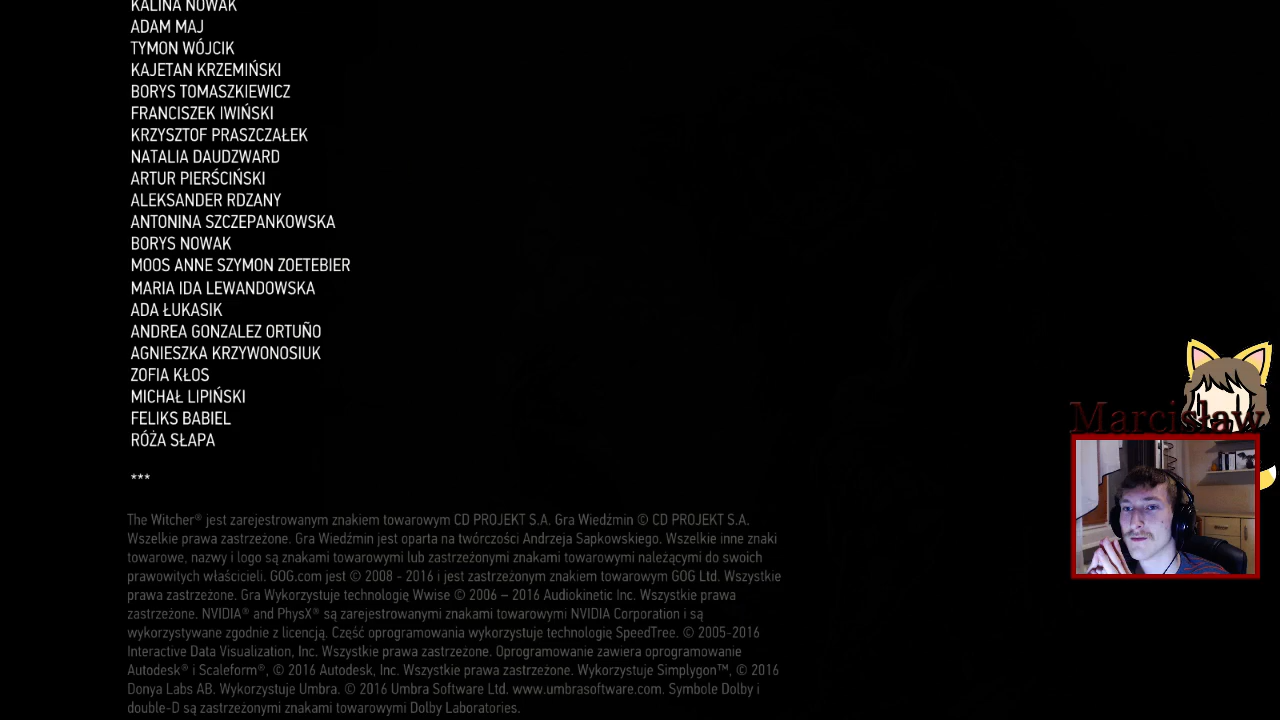 KALINA NOWAK
ADAM MAJ
TYMON WÓJCIK
KAJETAN KRZEMIŃSKI
BORYS TOMASZKIEWICZ
FRANCISZEK IWIŃSKI
KRZYSZTOF PRASZCZAŁEK
NATALIA DAUDZWARD
ARTUR PIERŚCIŃSKI
ALEKSANDER RDZANY
ANTONINA SZCZEPANKOWSKA
BORYS NOWAK
MOOS ANNE SZYMON ZOETEBIER
MARIA IDA LEWANDOWSKA
ADA ŁUKASIK
ANDREA GONZALEZ ORTUÑO
AGNIESZKA KRZYWONOSIUK
ZOFIA KŁOS
MICHAŁ LIPIŃSKI
FELIKS BABIEL
RÓŻA SŁAPA
***
The Witcher® jest zarejestrowanym znakiem towarowym CD PROJEKT S.A. Gra Wiedźmin © CD PROJEKT S.A.
Wszelkie prawa zastrzeżone. Gra Wiedźmin jest oparta na twórczości Andrzeja Sapkowskiego. Wszelkie inne znaki
towarowe, nazwy i logo są znakami towarowymi lub zastrzeżonymi znakami towarowymi należącymi do swoich
prawowitych właścicieli. GOG.com jest © 2008 - 2016 i jest zastrzeżonym znakiem towarowym GOG Ltd. Wszystkie
prawa zastrzeżone. Gra Wykorzystuje technologię Wwise © 2006 – 2016 Audiokinetic Inc. Wszystkie prawa
zastrzeżone. NVIDIA® and PhysX® są zarejestrowanymi znakami towarowymi NVIDIA Corporation i są
wykorzystywane zgodnie z licencją. Część oprogramowania wykorzystuje technologię SpeedTree. © 2005-2016
Interactive Data Visualization, Inc. Wszystkie prawa zastrzeżone. Oprogramowanie zawiera oprogramowanie
Autodesk® i Scaleform®, © 2016 Autodesk, Inc. Wszystkie prawa zastrzeżone. Wykorzystuje Simplygon™, © 2016
Donya Labs AB. Wykorzystuje Umbra. © 2016 Umbra Software Ltd. www.umbrasoftware.com. Symbole Dolby i
double-D są zastrzeżonymi znakami towarowymi Dolby Laboratories.
Marcisław